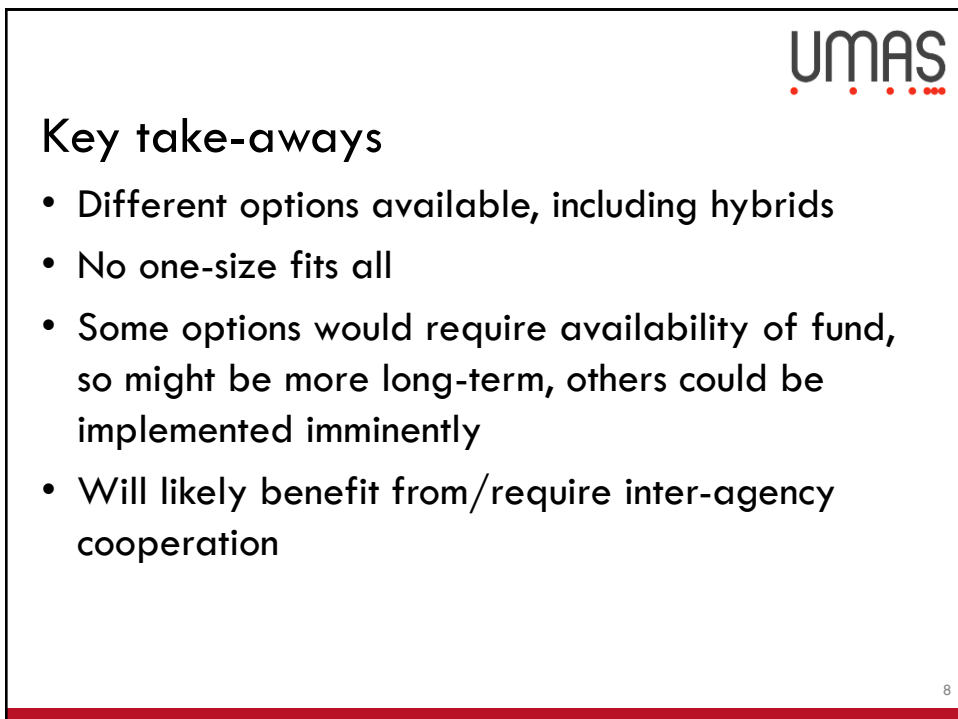 UMAS
Key take-aways
• Different options available, including hybrids
• No one-size fits all
• Some options would require availability of fund,
so might be more long-term, others could be
implemented imminently
• Will likely benefit from/require inter-agency
cooperation
8